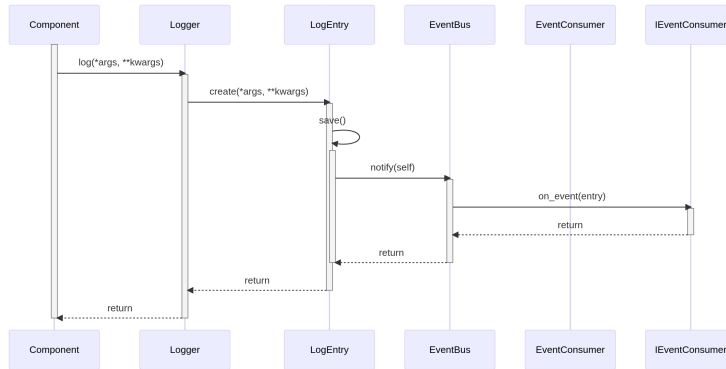 Component
Logger
LogEntry
EventBus
EventConsumer
IEventConsumer
log(*args, **kwargs)
create(*args, **kwargs)
save()
notify(self)
on_event(entry)
return
return
return
return
Component
Logger
LogEntry
EventBus
EventConsumer
IEventConsumer